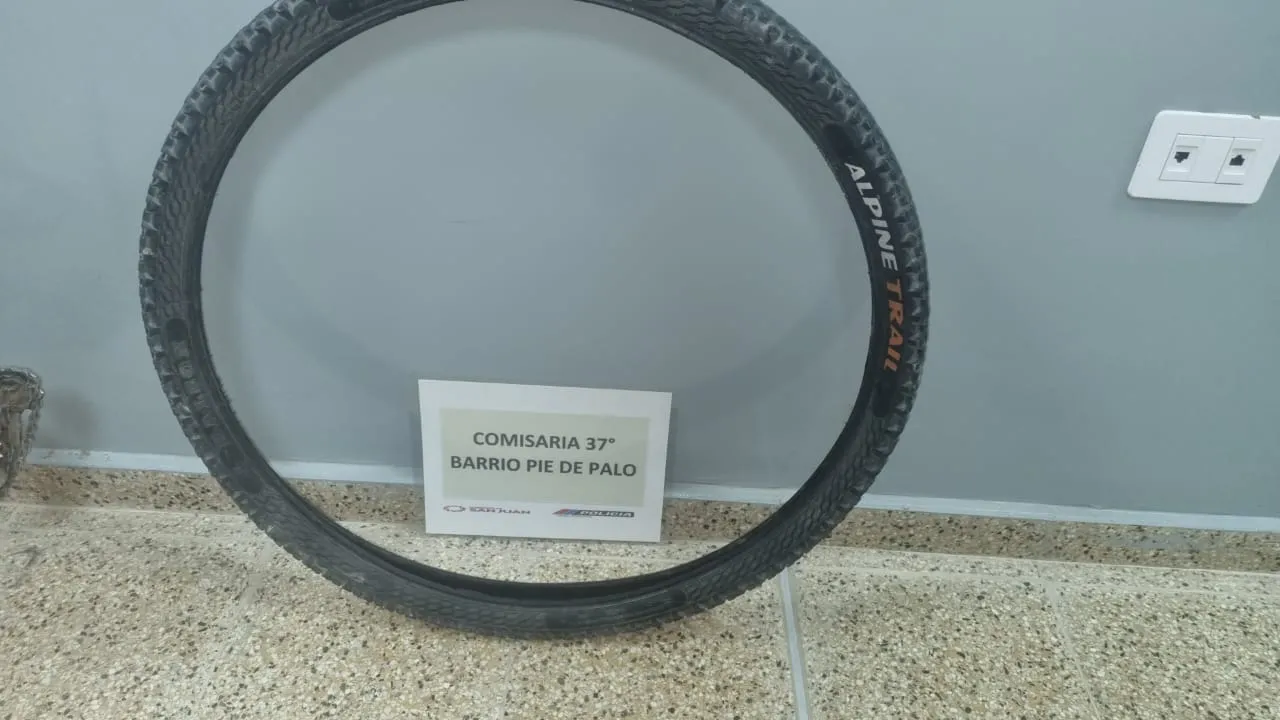 ALPINE TRAIL
COMISARIA 37°
BARRIO PIE DE PALO
SAN JUAN
POLICIA